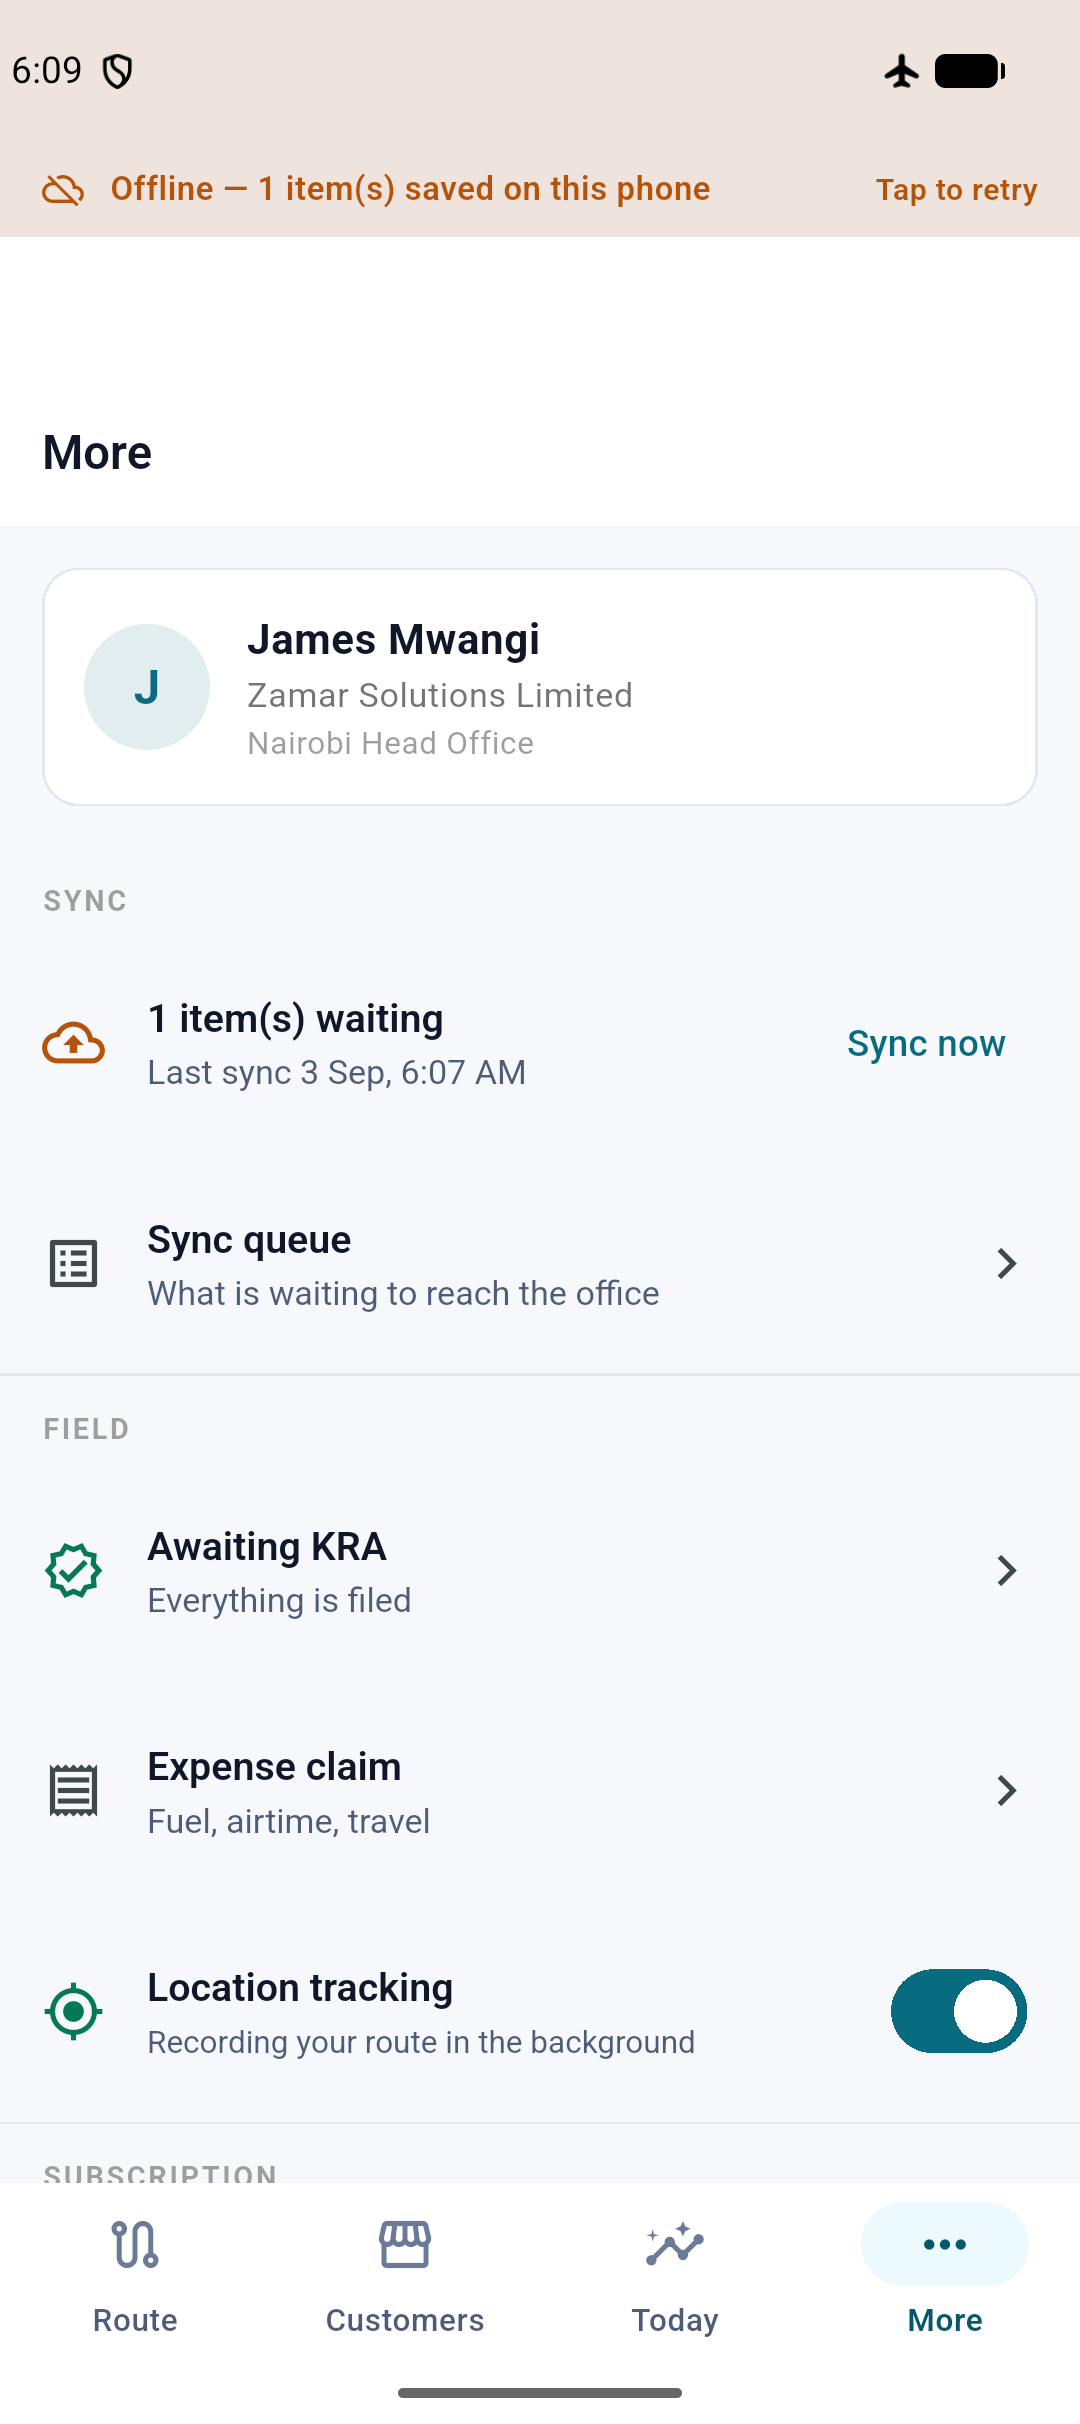 6:09
Offline — 1 item(s) saved on this phone
Tap to retry
More
J
James Mwangi
Zamar Solutions Limited
Nairobi Head Office
SYNC
1 item(s) waiting
Last sync 3 Sep, 6:07 AM
Sync now
Sync queue
What is waiting to reach the office
FIELD
Awaiting KRA
Everything is filed
Expense claim
Fuel, airtime, travel
Location tracking
Recording your route in the background
SUBSCRIPTION
Route
Customers
Today
More